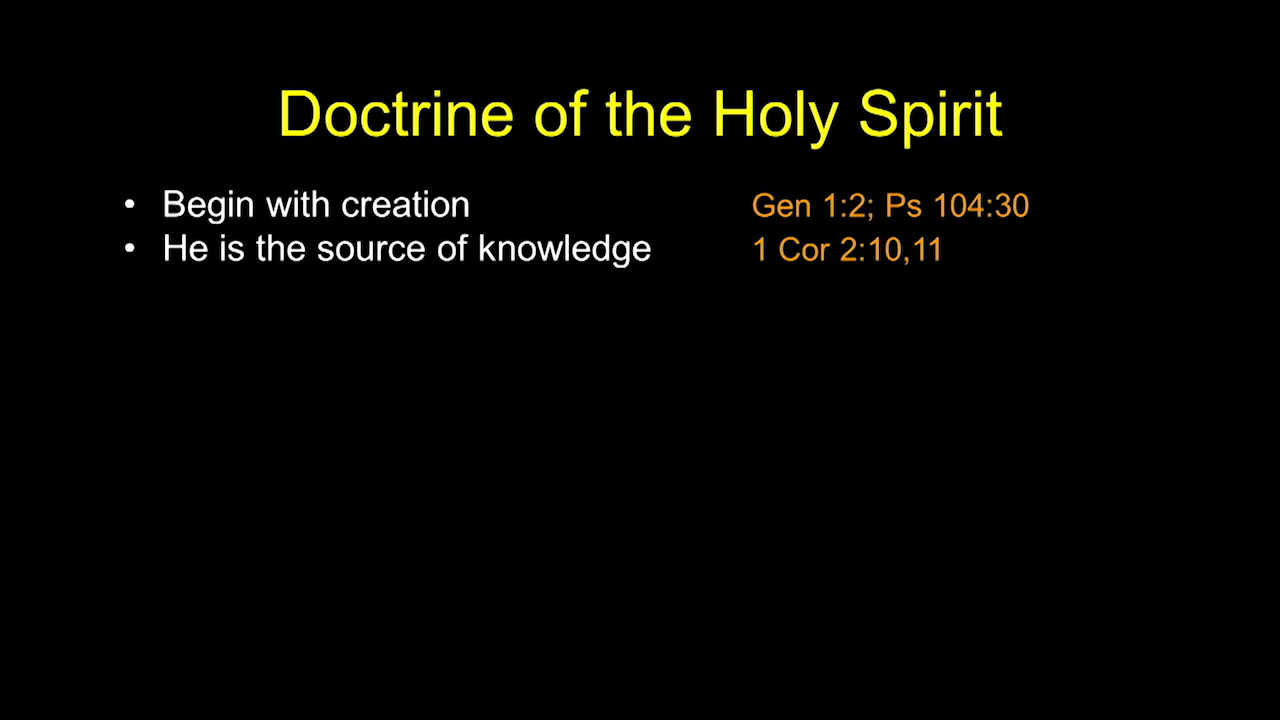 Doctrine of the Holy Spirit
• Begin with creation Gen 1:2; Ps 104:30
• He is the source of knowledge 1 Cor 2:10,11